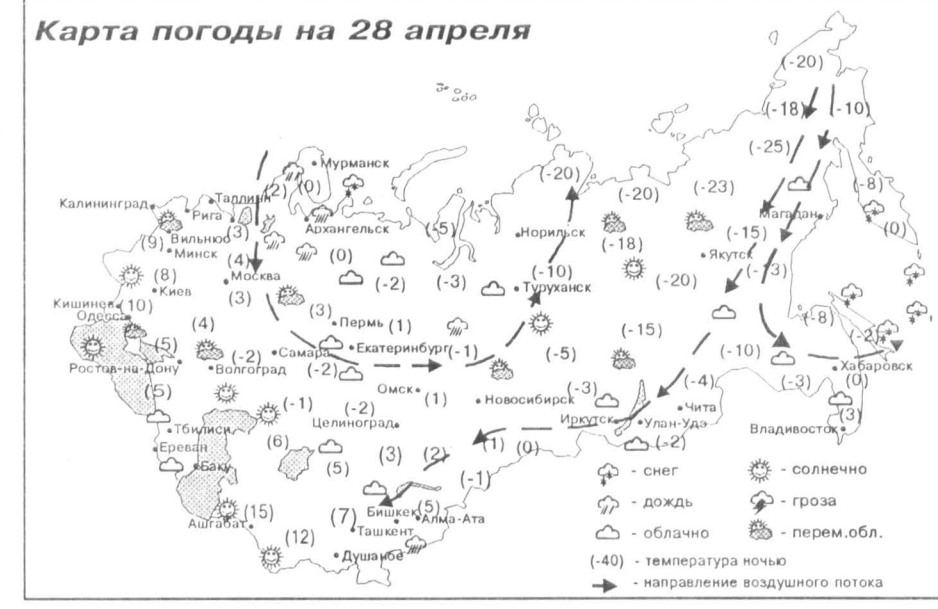 Карта погоды на 28 апреля
(-20)
(-18)
(-10)
(-25)
Мурманск
(2)
(0)
(-20)
(-20)
(-23)
(-8)
Калининград
Таллинн
Рига
(3)
Архангельск
(-5)
Норильск
(-18)
(-15)
Магадан
(0)
(9)
Вильнюс
Минск
(4)
(0)
Якутск
(8)
Москва
(-2)
(-3)
(-10)
Туруханск
(-20)
(-13)
Киев
(3)
Кишинев
(10)
Одесса
(3)
Пермь
(1)
(-15)
(-8)
(4)
(5)
(-2)
Самара
Екатеринбург
(-1)
(-5)
(-10)
(-2)
Ростов-на-Дону
Волгоград
(-2)
Хабаровск
(5)
(-1)
(-2)
Омск
(1)
Новосибирск
(-3)
(-4)
(-3)
(0)
Целиноград
Иркутск
Чита
Улан-Удэ
(3)
Тбилиси
Владивосток
Ереван
(6)
(5)
(3)
(2)
(1)
(0)
(-2)
Баку
(-1)
- снег
- солнечно
(15)
(7)
Бишкек
(5)
Алма-Ата
- дождь
- гроза
Ашгабат
(12)
Ташкент
- облачно
- перем.обл.
Душанбе
(-40) - температура ночью
- направление воздушного потока